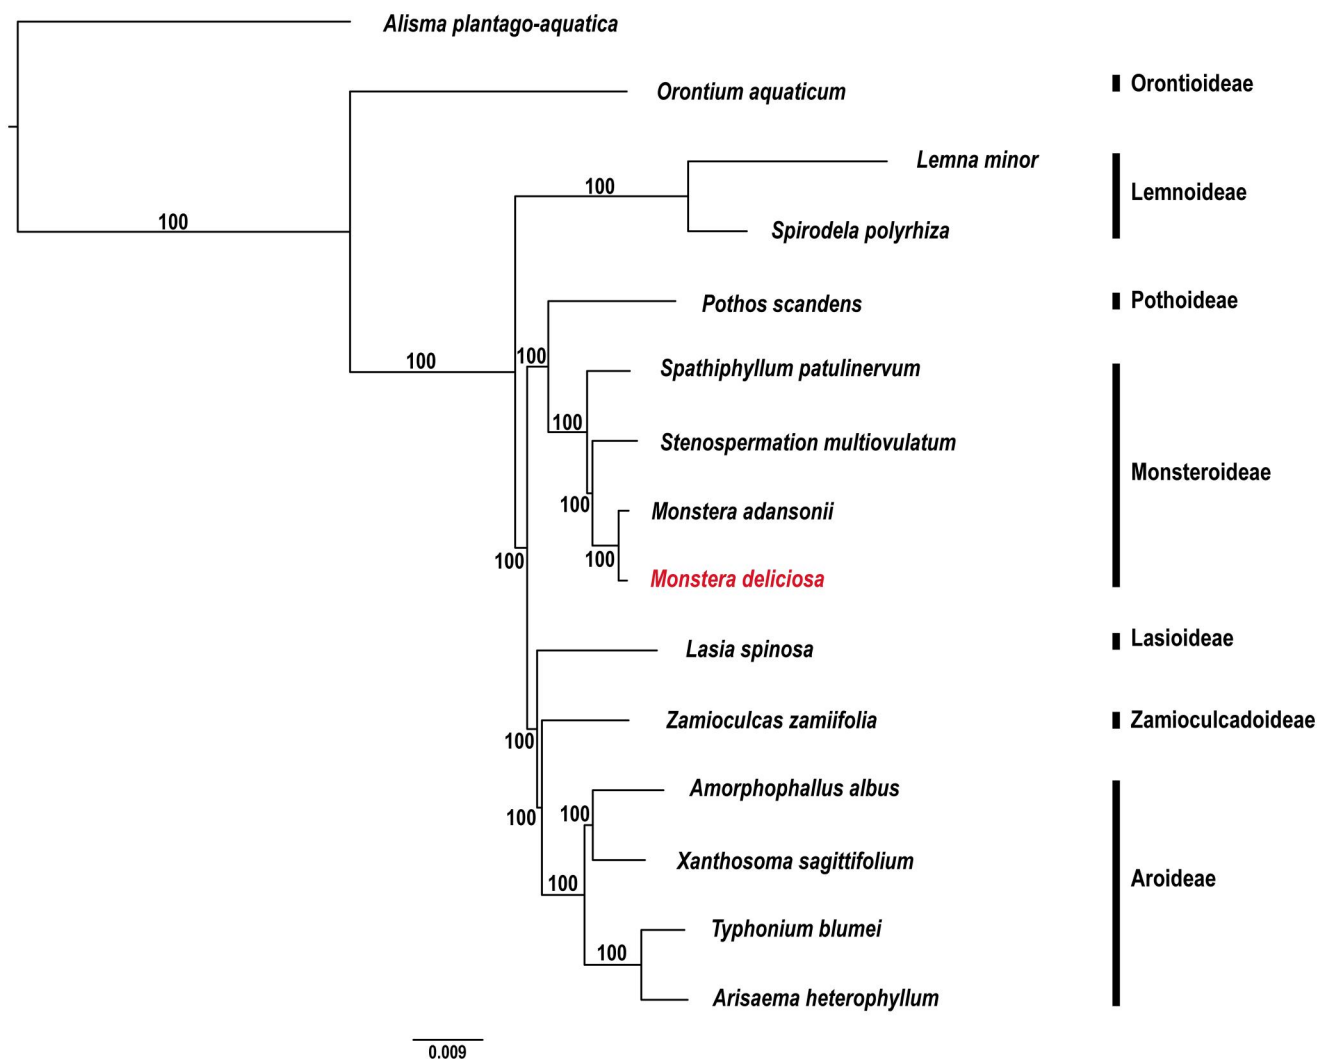 Alisma plantago-aquatica
Orontium aquaticum
Orontioideae
Lemna minor
100
Lemnoideae
100
Spirodela polyrhiza
Pothos scandens
Pothoideae
100
100
Spathiphyllum patulinervum
100
Stenospermation multiovulatum
Monsteroideae
100
Monstera adansonii
100
100
Monstera deliciosa
Lasia spinosa
Lasioideae
Zamioculcas zamiifolia
Zamioculcadoideae
100
Amorphophallus albus
100
100
Xanthosoma sagittifolium
100
Aroideae
Typhonium blumei
100
Arisaema heterophyllum
0.009